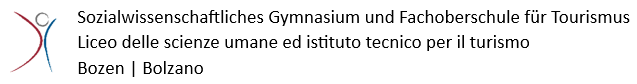 Sozialwissenschaftliches Gymnasium und Fachoberschule für Tourismus
Liceo delle scienze umane ed istituto tecnico per il turismo
Bozen | Bolzano